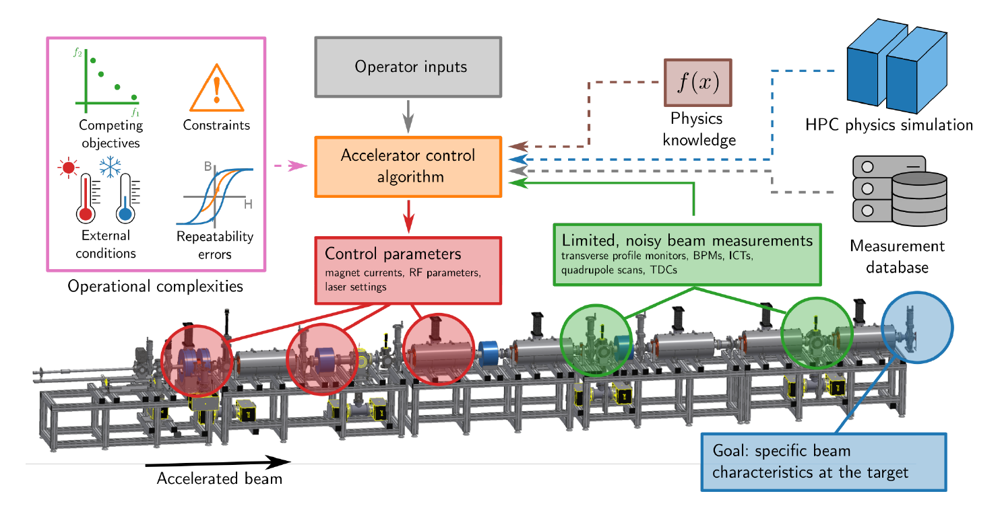 f₂
f₁
Competing
objectives
!
Constraints
External
conditions
B
H
Repeatability
errors
Operational complexities
Operator inputs
Accelerator control
algorithm
Control parameters
magnet currents, RF parameters,
laser settings
f(x)
Physics
knowledge
HPC physics simulation
Measurement
database
Limited, noisy beam measurements
transverse profile monitors, BPMs, ICTs,
quadrupole scans, TDCs
Goal: specific beam
characteristics at the target
Accelerated beam